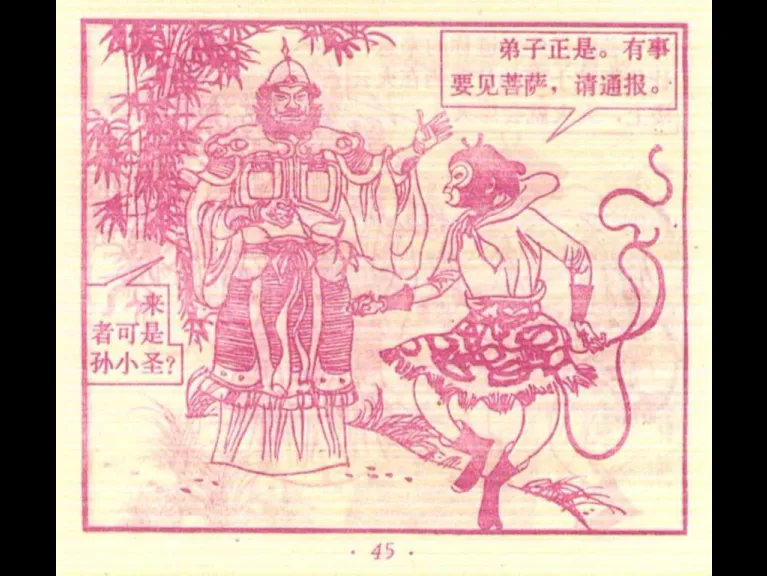 来
者可是
孙小圣?
弟子正是。有事
要见菩萨，请通报。
· 45 ·